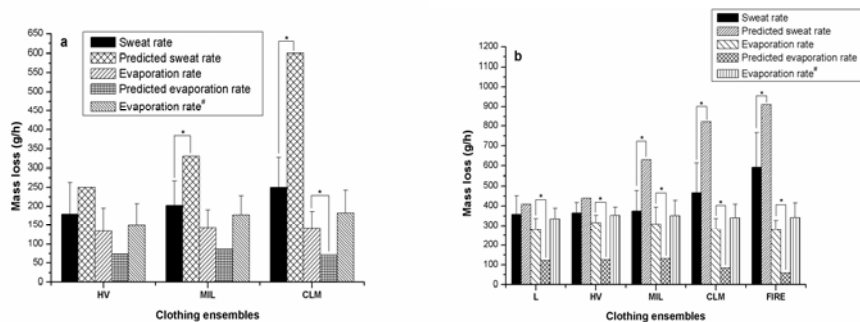 a
Sweat rate
Predicted sweat rate
Evaporation rate
Predicted evaporation rate
Evaporation rate#
650
600
550
500
450
400
350
300
250
200
150
100
50
0
Mass loss (g/h)
*
*
*
HV MIL CLM
Clothing ensembles
b
Sweat rate
Predicted sweat rate
Evaporation rate
Predicted evaporation rate
Evaporation rate#
1200
1100
1000
900
800
700
600
500
400
300
200
100
0
Mass loss (g/h)
*
*
*
*
*
*
*
*
L HV MIL CLM FIRE
Clothing ensembles